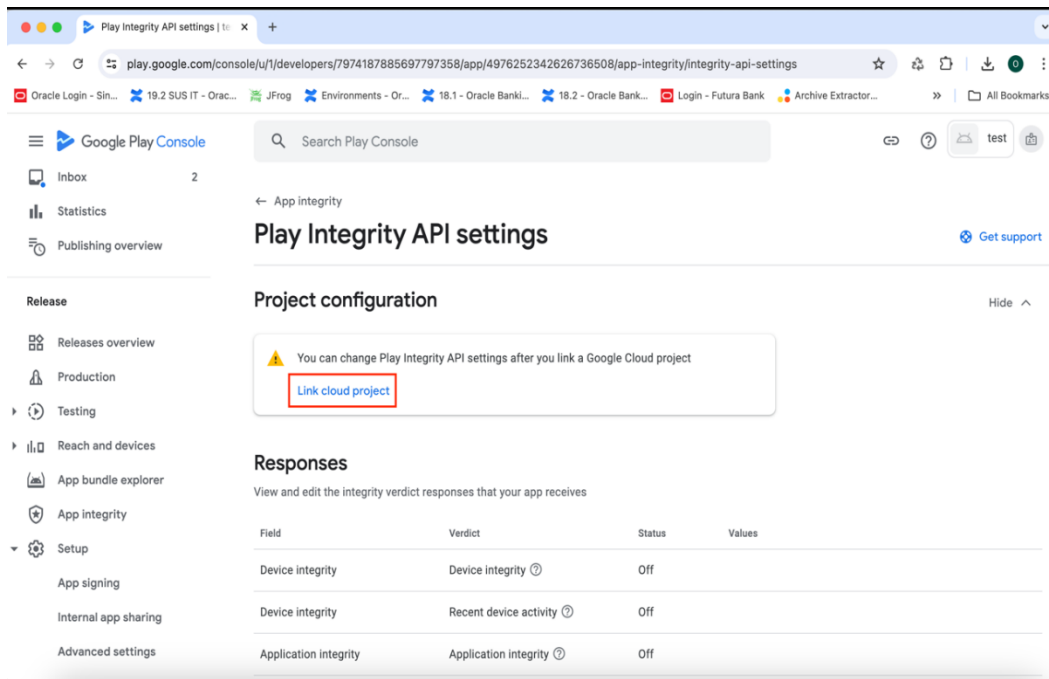 Play Integrity API settings | te
play.google.com/console/u/1/developers/7974187885697797358/app/4976252342626736508/app-integrity/integrity-api-settings
O
Oracle Login - Sin... 19.2 SUS IT - Orac... JFrog Environments - Or... 18.1 - Oracle Banki... 18.2 - Oracle Bank... Login - Futura Bank Archive Extractor... » All Bookmarks
Google Play Console
Search Play Console
test
Inbox 2
Statistics
Publishing overview
Release
Releases overview
Production
Testing
Reach and devices
App bundle explorer
App integrity
Setup
App signing
Internal app sharing
Advanced settings
← App integrity
Play Integrity API settings
Get support
Project configuration
Hide
You can change Play Integrity API settings after you link a Google Cloud project
Link cloud project
Responses
View and edit the integrity verdict responses that your app receives
Field Verdict Status Values
Device integrity Device integrity Off
Device integrity Recent device activity Off
Application integrity Application integrity Off